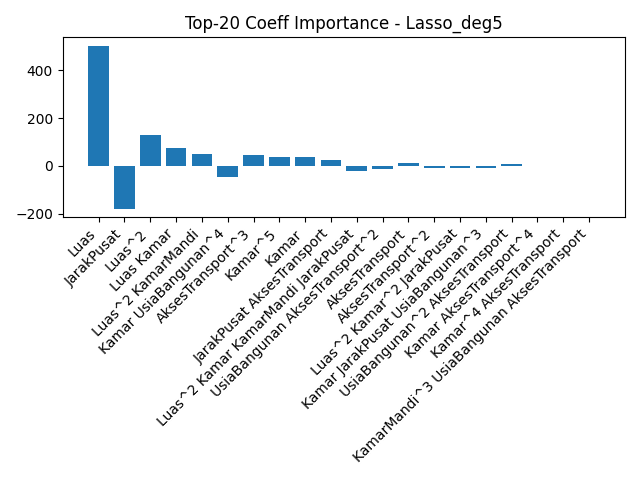 Top-20 Coeff Importance - Lasso_deg5
400
200
0
−200
Luas
JarakPusat
Luas^2
Luas Kamar
Luas^2 KamarMandi
Kamar UsiaBangunan^4
AksesTransport^3
Kamar^5
Kamar
JarakPusat AksesTransport
Luas^2 Kamar KamarMandi JarakPusat
UsiaBangunan AksesTransport^2
AksesTransport
AksesTransport^2
Luas^2 Kamar^2 JarakPusat
Kamar JarakPusat UsiaBangunan^3
UsiaBangunan^2 AksesTransport
Kamar AksesTransport^4
Kamar^4 AksesTransport
KamarMandi^3 UsiaBangunan AksesTransport